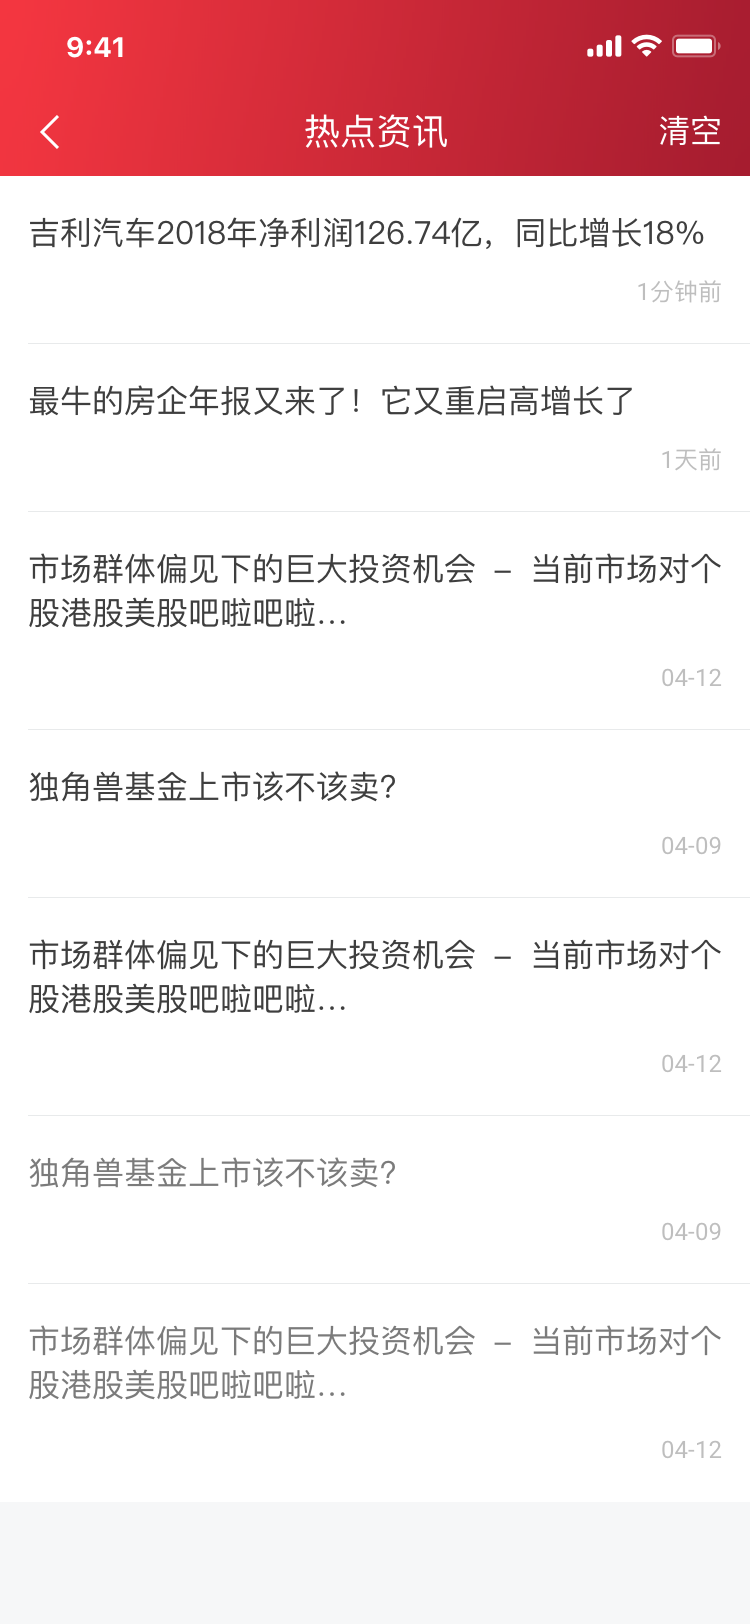 9:41
热点资讯
清空
吉利汽车2018年净利润126.74亿，同比增长18%
1分钟前
最牛的房企年报又来了！它又重启高增长了
1天前
市场群体偏见下的巨大投资机会 – 当前市场对个
股港股美股吧啦吧啦...
04-12
独角兽基金上市该不该卖?
04-09
市场群体偏见下的巨大投资机会 – 当前市场对个
股港股美股吧啦吧啦...
04-12
独角兽基金上市该不该卖?
04-09
市场群体偏见下的巨大投资机会 – 当前市场对个
股港股美股吧啦吧啦...
04-12